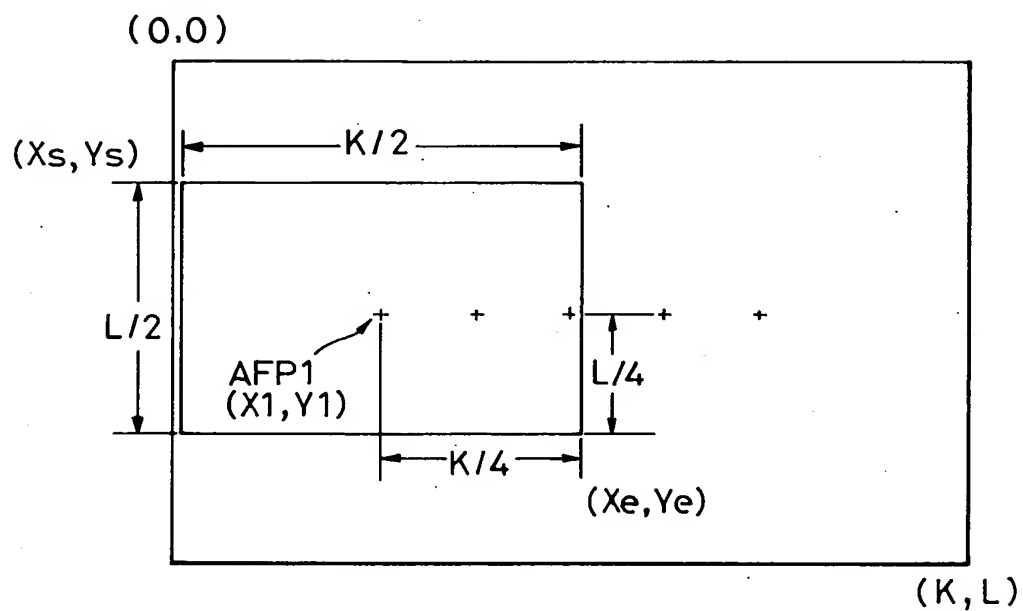 (0.0)
K/2
(Xs,Ys)
L/2
AFP1
(X1,Y1)
L/4
K/4
(Xe,Ye)
(K,L)